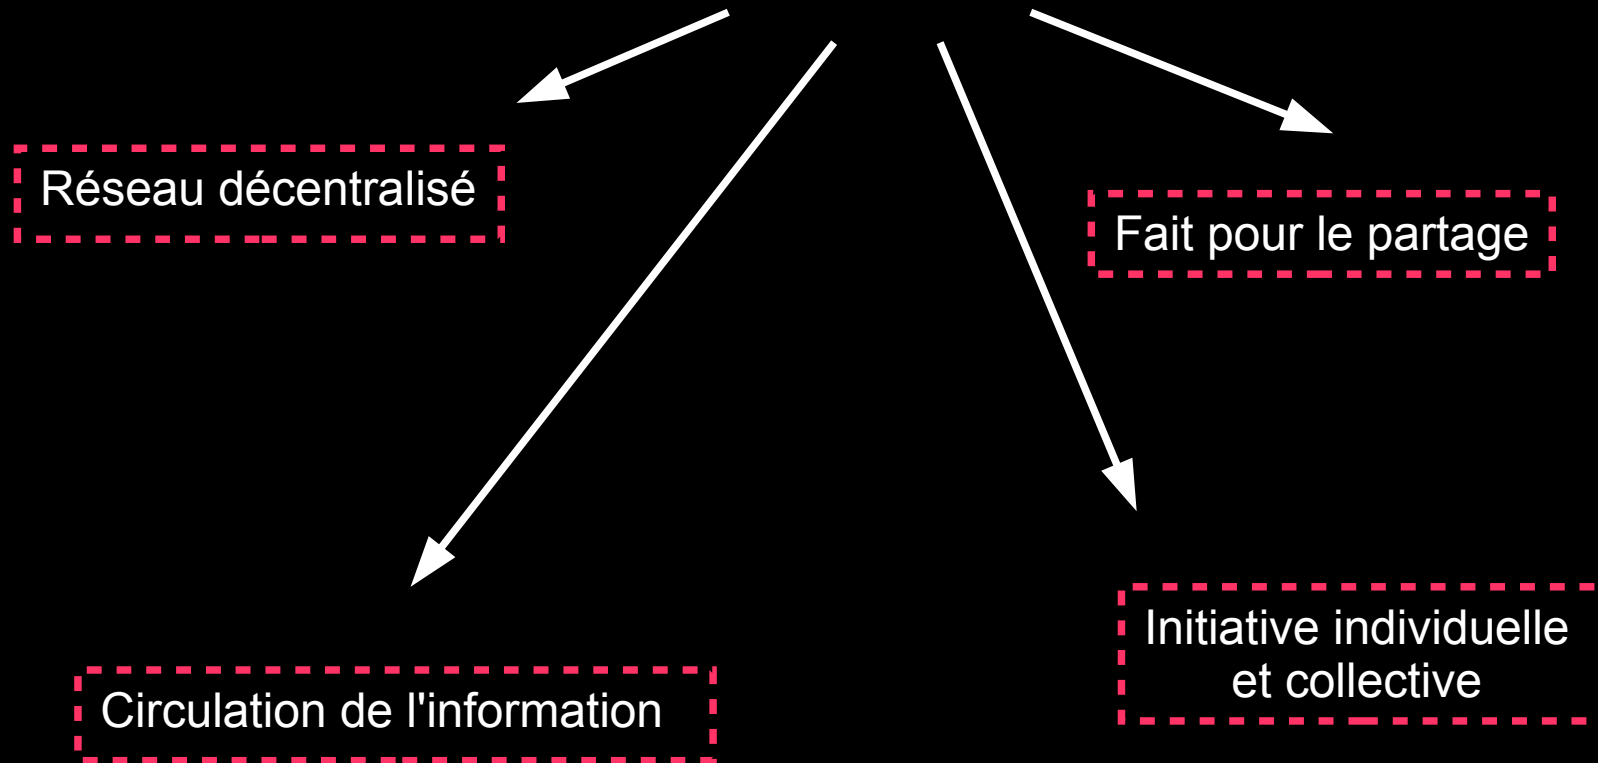 Réseau décentralisé
Fait pour le partage
Initiative individuelle
et collective
Circulation de l'information